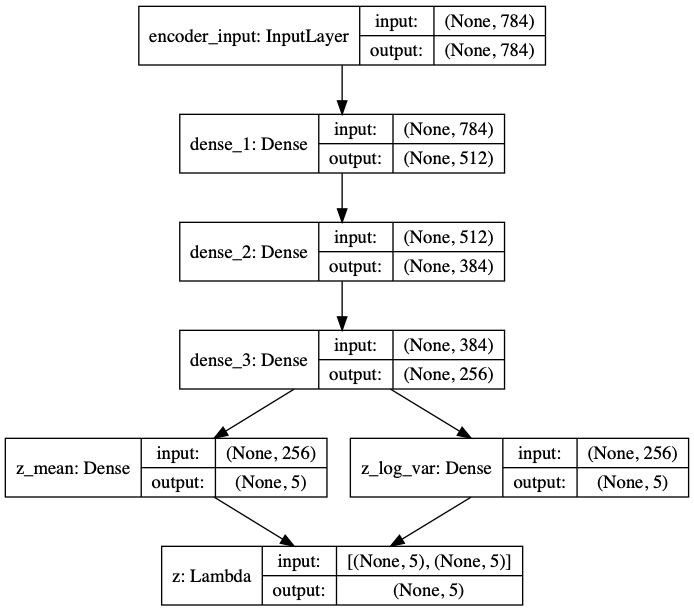 encoder_input: InputLayer
input: (None, 784)
output: (None, 784)
dense_1: Dense
input: (None, 784)
output: (None, 512)
dense_2: Dense
input: (None, 512)
output: (None, 384)
dense_3: Dense
input: (None, 384)
output: (None, 256)
z_mean: Dense
input: (None, 256)
output: (None, 5)
z_log_var: Dense
input: (None, 256)
output: (None, 5)
z: Lambda
input: [(None, 5), (None, 5)]
output: (None, 5)